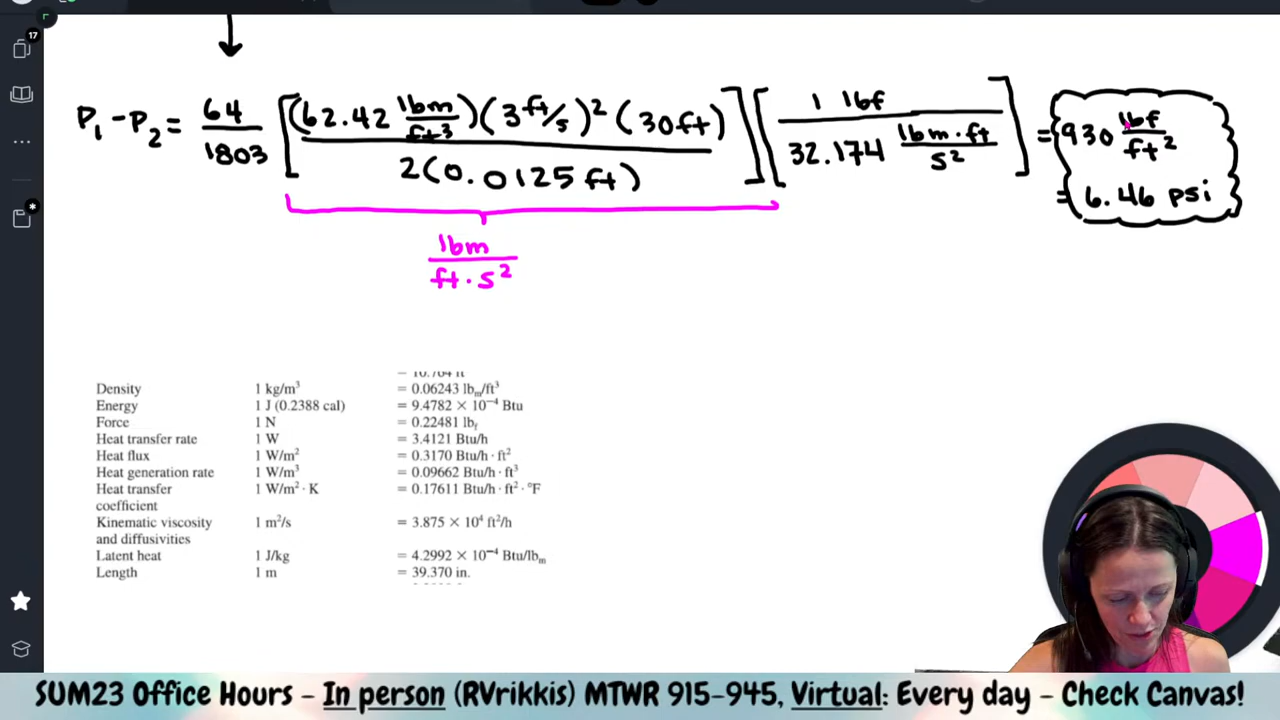 17
P₁ - P₂ = 64/1803 [(62.42 lbm/ft³)(3 ft/s)²(30 ft) / 2(0.0125 ft)] [1 lbf / 32.174 lbm·ft/s²] = 930 lbf/ft²
= 6.46 psi
lbm/ft·s²
= 10.764 ft
Density 1 kg/m³ = 0.06243 lbₘ/ft³
Energy 1 J (0.2388 cal) = 9.4782 × 10⁻⁴ Btu
Force 1 N = 0.22481 lb_f
Heat transfer rate 1 W = 3.4121 Btu/h
Heat flux 1 W/m² = 0.3170 Btu/h · ft²
Heat generation rate 1 W/m³ = 0.09662 Btu/h · ft³
Heat transfer 1 W/m² · K = 0.17611 Btu/h · ft² · °F
coefficient
Kinematic viscosity 1 m²/s = 3.875 × 10⁴ ft²/h
and diffusivities
Latent heat 1 J/kg = 4.2992 × 10⁻⁴ Btu/lbₘ
Length 1 m = 39.370 in.
SUM23 Office Hours - In person (RVrikkis) MTWR 915-945, Virtual: Every day - Check Canvas!